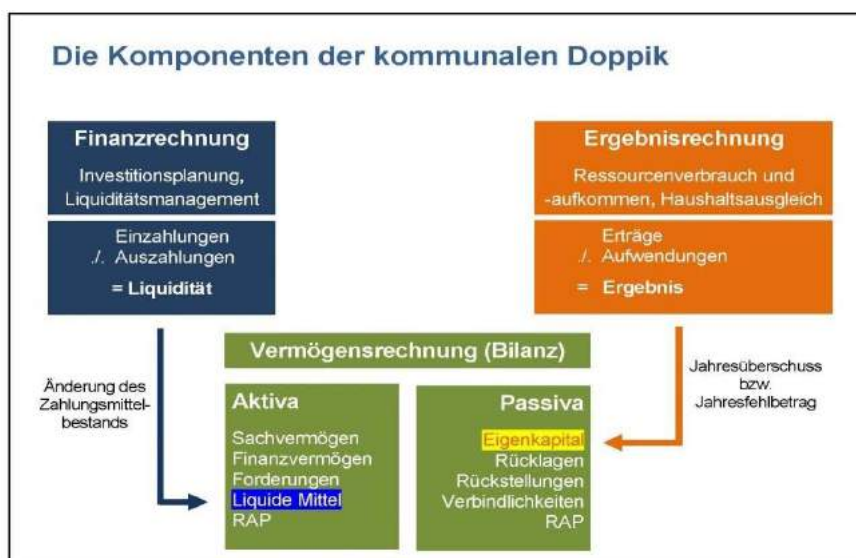 Die Komponenten der kommunalen Doppik
Finanzrechnung
Investitionsplanung,
Liquiditätsmanagement
Einzahlungen
./. Auszahlungen
= Liquidität
Ergebnisrechnung
Ressourcenverbrauch und
-aufkommen, Haushaltsausgleich
Erträge
./. Aufwendungen
= Ergebnis
Änderung des
Zahlungsmittel-
bestands
Vermögensrechnung (Bilanz)
Aktiva
Sachvermögen
Finanzvermögen
Forderungen
Liquide Mittel
RAP
Passiva
Eigenkapital
Rücklagen
Rückstellungen
Verbindlichkeiten
RAP
Jahresüberschuss
bzw.
Jahresfehlbetrag